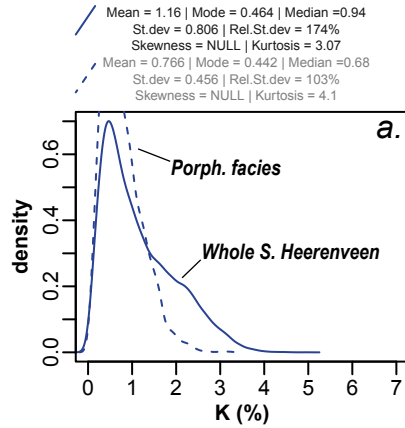 Mean = 1.16 | Mode = 0.464 | Median =0.94
St.dev = 0.806 | Rel.St.dev = 174%
Skewness = NULL | Kurtosis = 3.07
Mean = 0.766 | Mode = 0.442 | Median =0.68
St.dev = 0.456 | Rel.St.dev = 103%
Skewness = NULL | Kurtosis = 4.1
a.
Porph. facies
Whole S. Heerenveen
density
0.0 0.2 0.4 0.6
0 1 2 3 4 5 6 7
K (%)